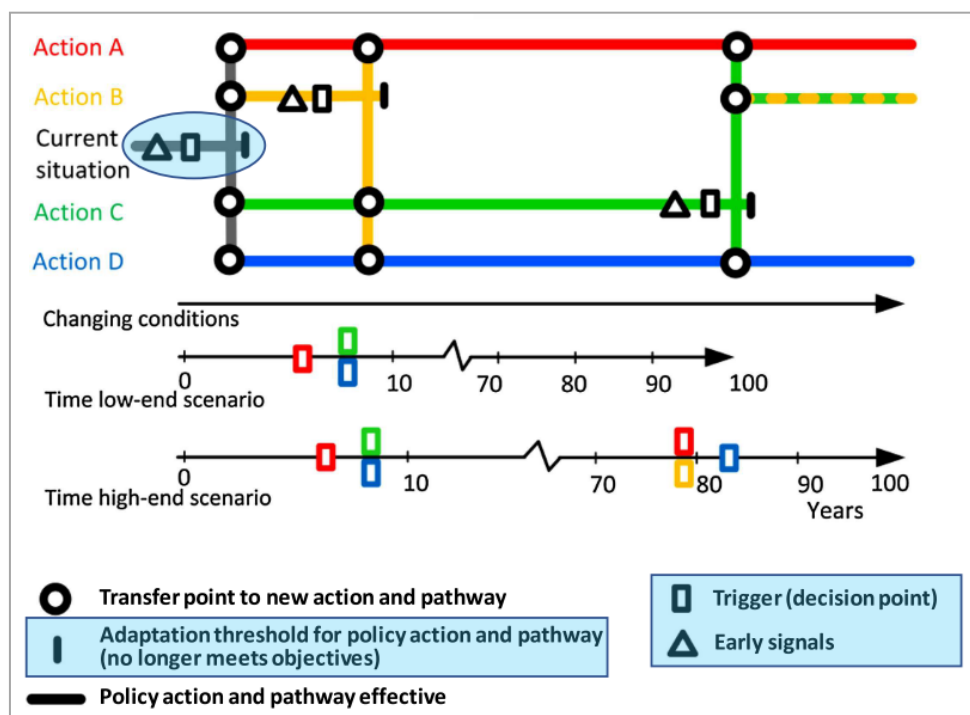 Action A
Action B
Current
situation
Action C
Action D
Changing conditions
0 10 70 80 90 100
Time low-end scenario
0 10 70 80 90 100
Time high-end scenario
Years
Transfer point to new action and pathway
Adaptation threshold for policy action and pathway
(no longer meets objectives)
Policy action and pathway effective
Trigger (decision point)
Early signals